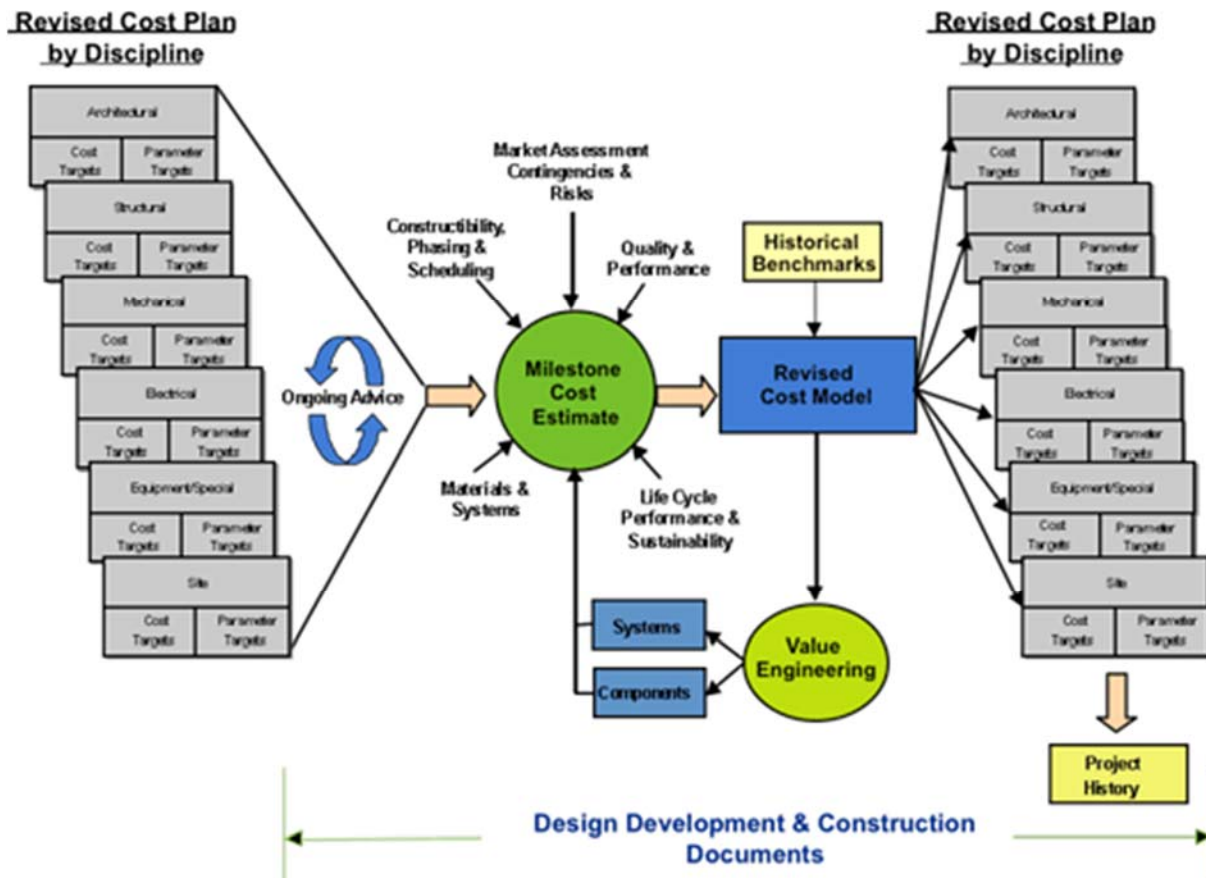 Revised Cost Plan
by Discipline
Architectural
Cost
Targets
Parameter
Targets
Structural
Cost
Targets
Parameter
Targets
Mechanical
Cost
Targets
Parameter
Targets
Electrical
Cost
Targets
Parameter
Targets
Equipment/Special
Cost
Targets
Parameter
Targets
Site
Cost
Targets
Parameter
Targets
Ongoing Advice
Market Assessment
Contingencies &
Risks
Constructibility,
Phasing &
Scheduling
Quality &
Performance
Milestone
Cost
Estimate
Materials &
Systems
Life Cycle
Performance &
Sustainability
Historical
Benchmarks
Revised
Cost Model
Systems
Components
Value
Engineering
Revised Cost Plan
by Discipline
Architectural
Cost
Targets
Parameter
Targets
Structural
Cost
Targets
Parameter
Targets
Mechanical
Cost
Targets
Parameter
Targets
Electrical
Cost
Targets
Parameter
Targets
Equipment/Special
Cost
Targets
Parameter
Targets
Site
Cost
Targets
Parameter
Targets
Project
History
Design Development & Construction
Documents